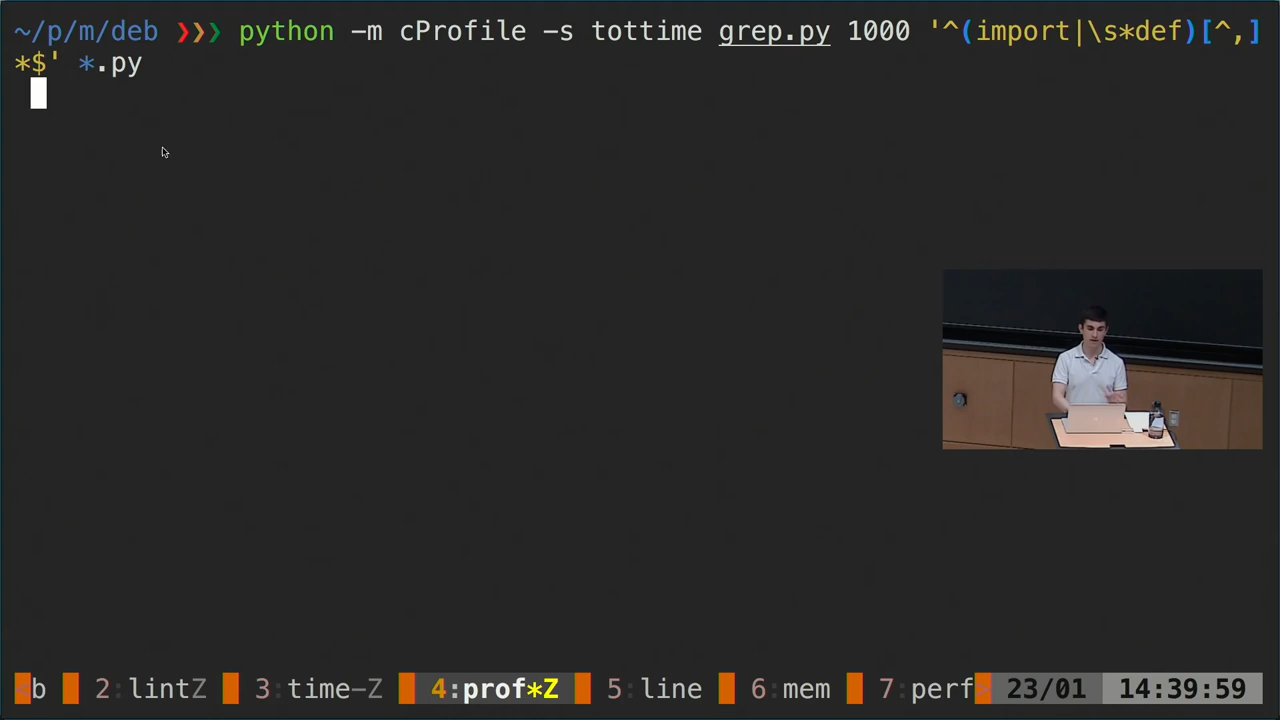 ~/p/m/deb ❯❯❯ python -m cProfile -s tottime grep.py 1000 '^(import|\s*def)[^,]
*$' *.py
<b 2:lintZ 3:time-Z 4:prof*Z 5:line 6:mem 7:perf 23/01 14:39:59